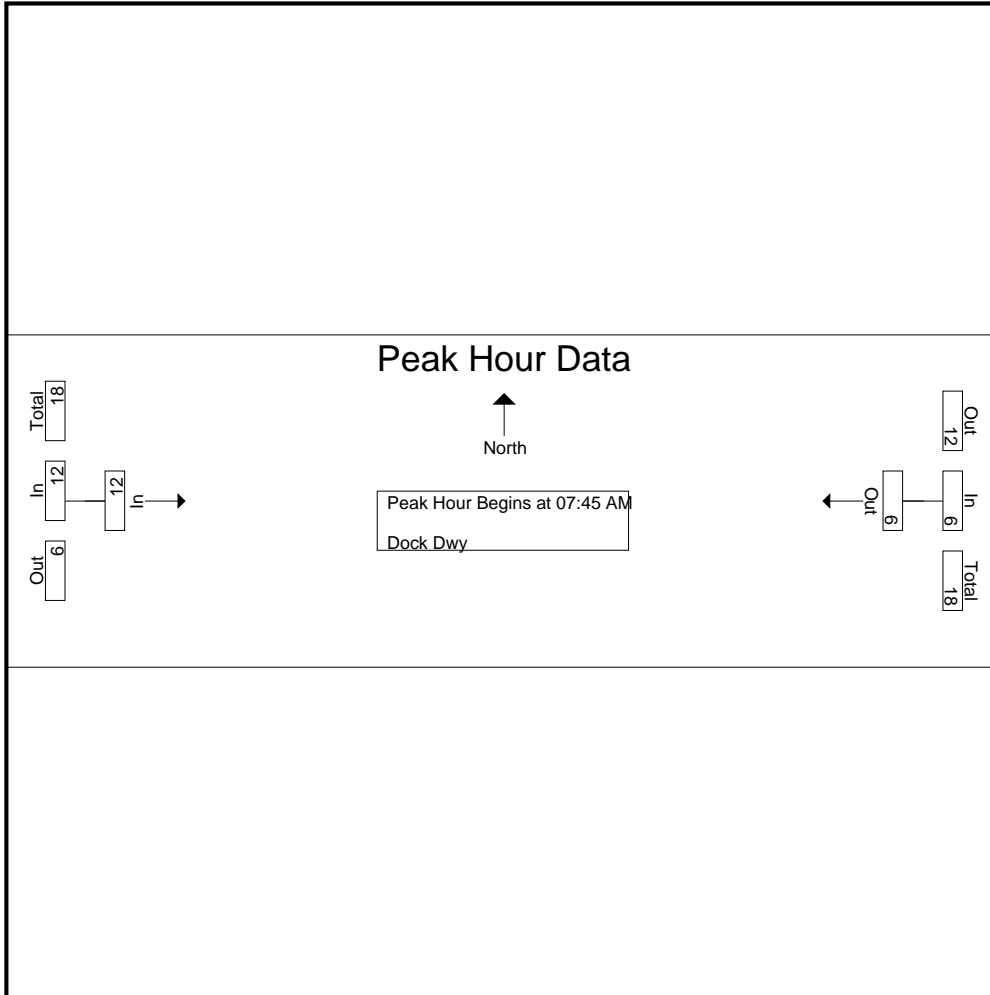 Peak Hour Data
North
Peak Hour Begins at 07:45 AM
Dock Dwy
Total
18
In
12
Out
6
12
In
Out
6
Out
12
In
6
Total
18